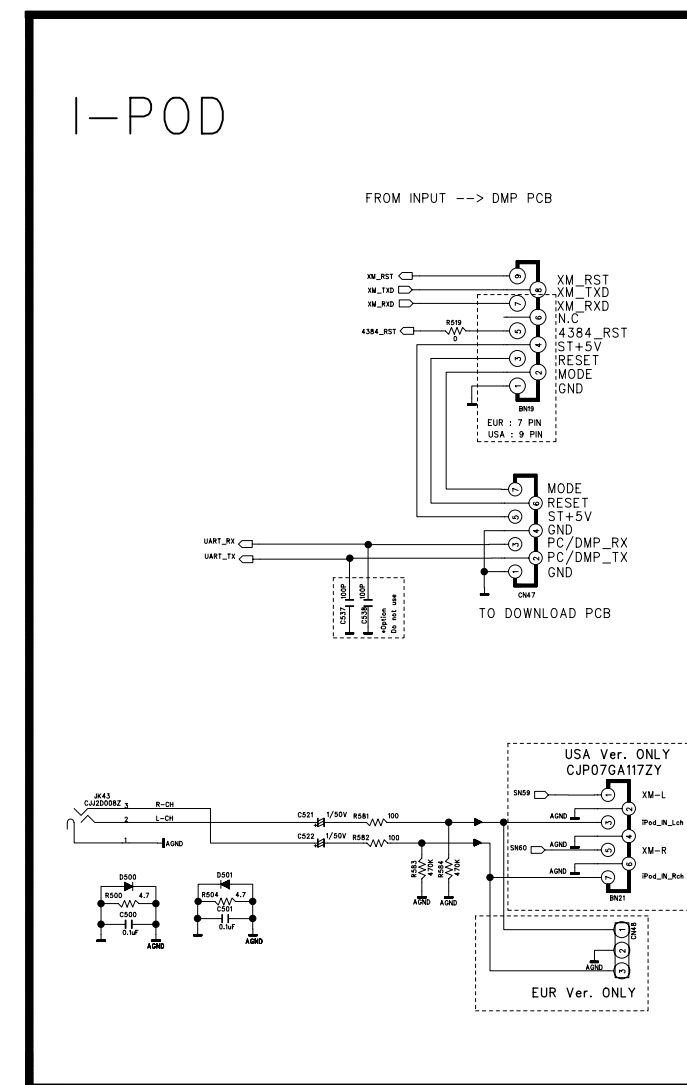 I-POD
FROM INPUT --> DMP PCB
XM_RST
XM_TXD
XM_RXD
4384_RST
R519
0
9
8
7
6
5
4
3
2
1
XM_RST
XM_TXD
XM_RXD
N.C
4384_RST
ST+5V
RESET
MODE
GND
BN19
EUR : 7 PIN
USA : 9 PIN
7
6
5
4
3
2
1
MODE
RESET
ST+5V
GND
PC/DMP_RX
PC/DMP_TX
GND
CN47
TO DOWNLOAD PCB
UART_RX
UART_TX
C537
100P
C538
100P
*Option
Do not use
USA Ver. ONLY
CJP07GA117ZY
SN59
1
XM-L
AGND
2
3
iPod_IN_Lch
AGND
4
SN60
5
XM-R
AGND
6
7
iPod_IN_Rch
BN21
JK43
CJJ2D008Z
3
R-CH
2
L-CH
1
AGND
C521
1/50V
R581
100
C522
1/50V
R582
100
R583
470K
R584
470K
AGND
AGND
D500
R500
4.7
C500
0.1uF
AGND
D501
R504
4.7
C501
0.1uF
AGND
CN48
1
2
3
AGND
EUR Ver. ONLY